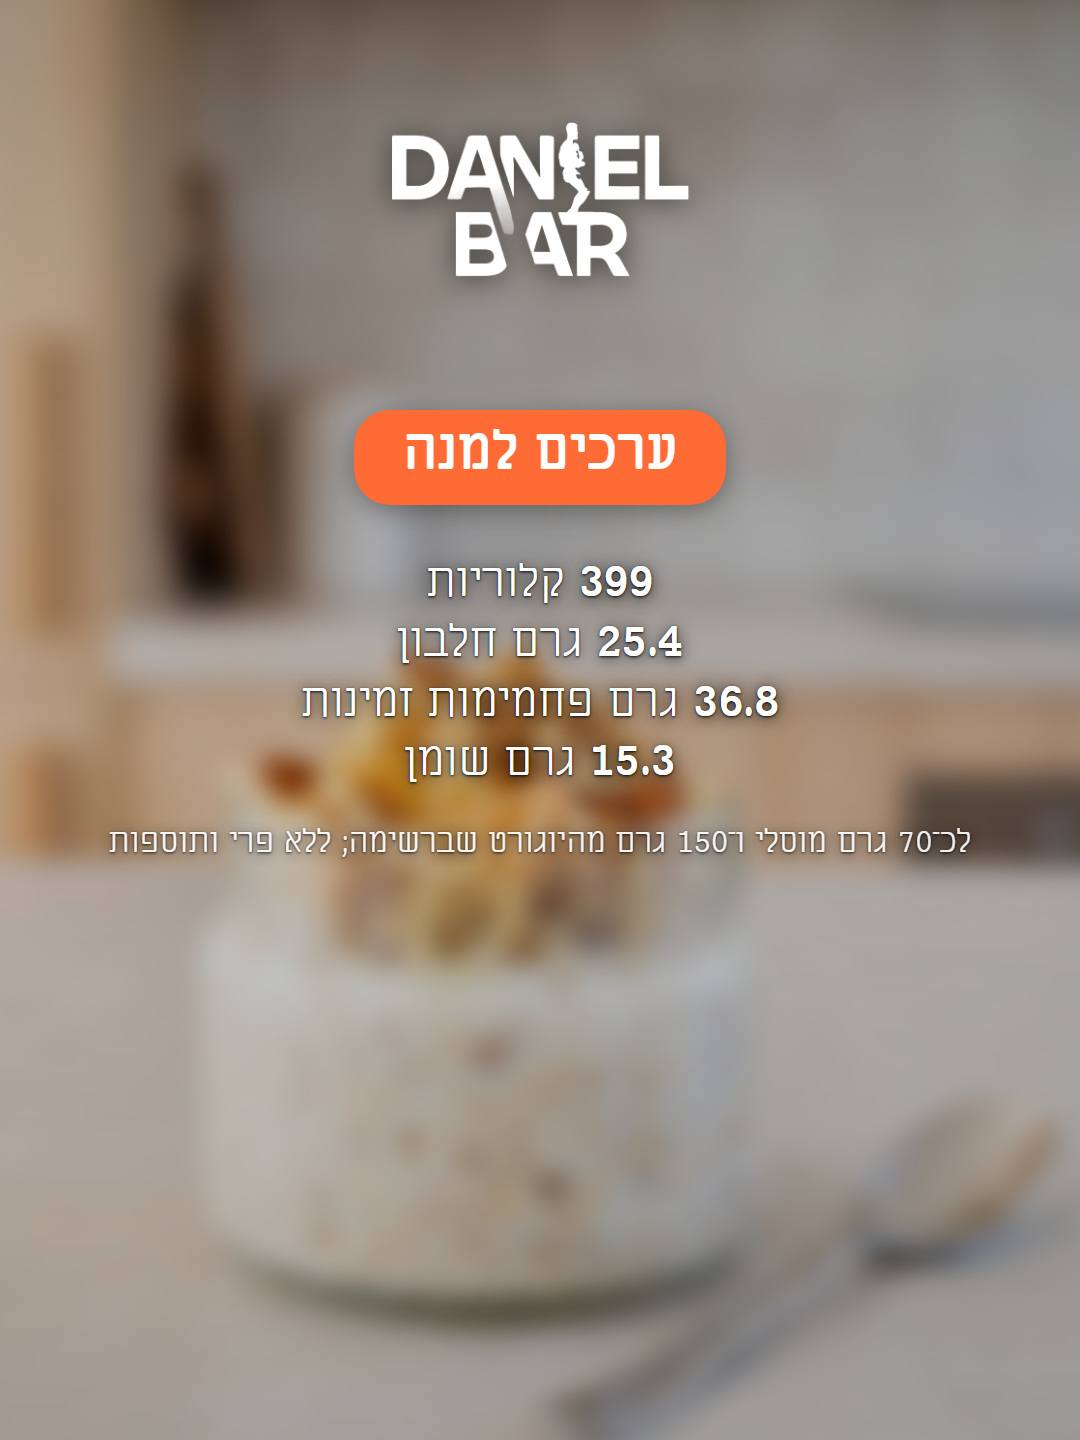 DANIEL
BAR
ערכים למנה
399 קלוריות
25.4 גרם חלבון
36.8 גרם פחמימות זמינות
15.3 גרם שומן
לכ־70 גרם מוסלי ו־150 גרם מהיוגורט שברשימה; ללא פרי ותוספות